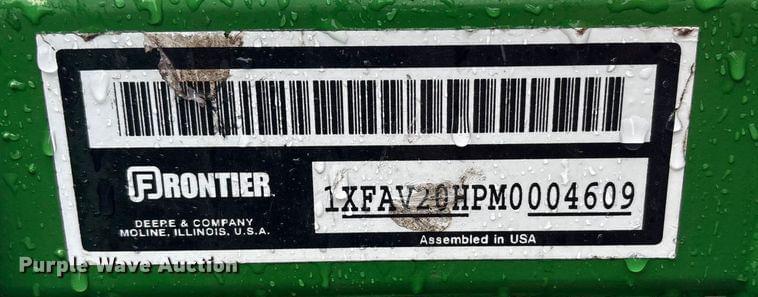 FRONTIER
DEERE & COMPANY
MOLINE, ILLINOIS, U.S.A.
1XFAV20HPM0004609
Assembled in USA
Purple Wave Auction